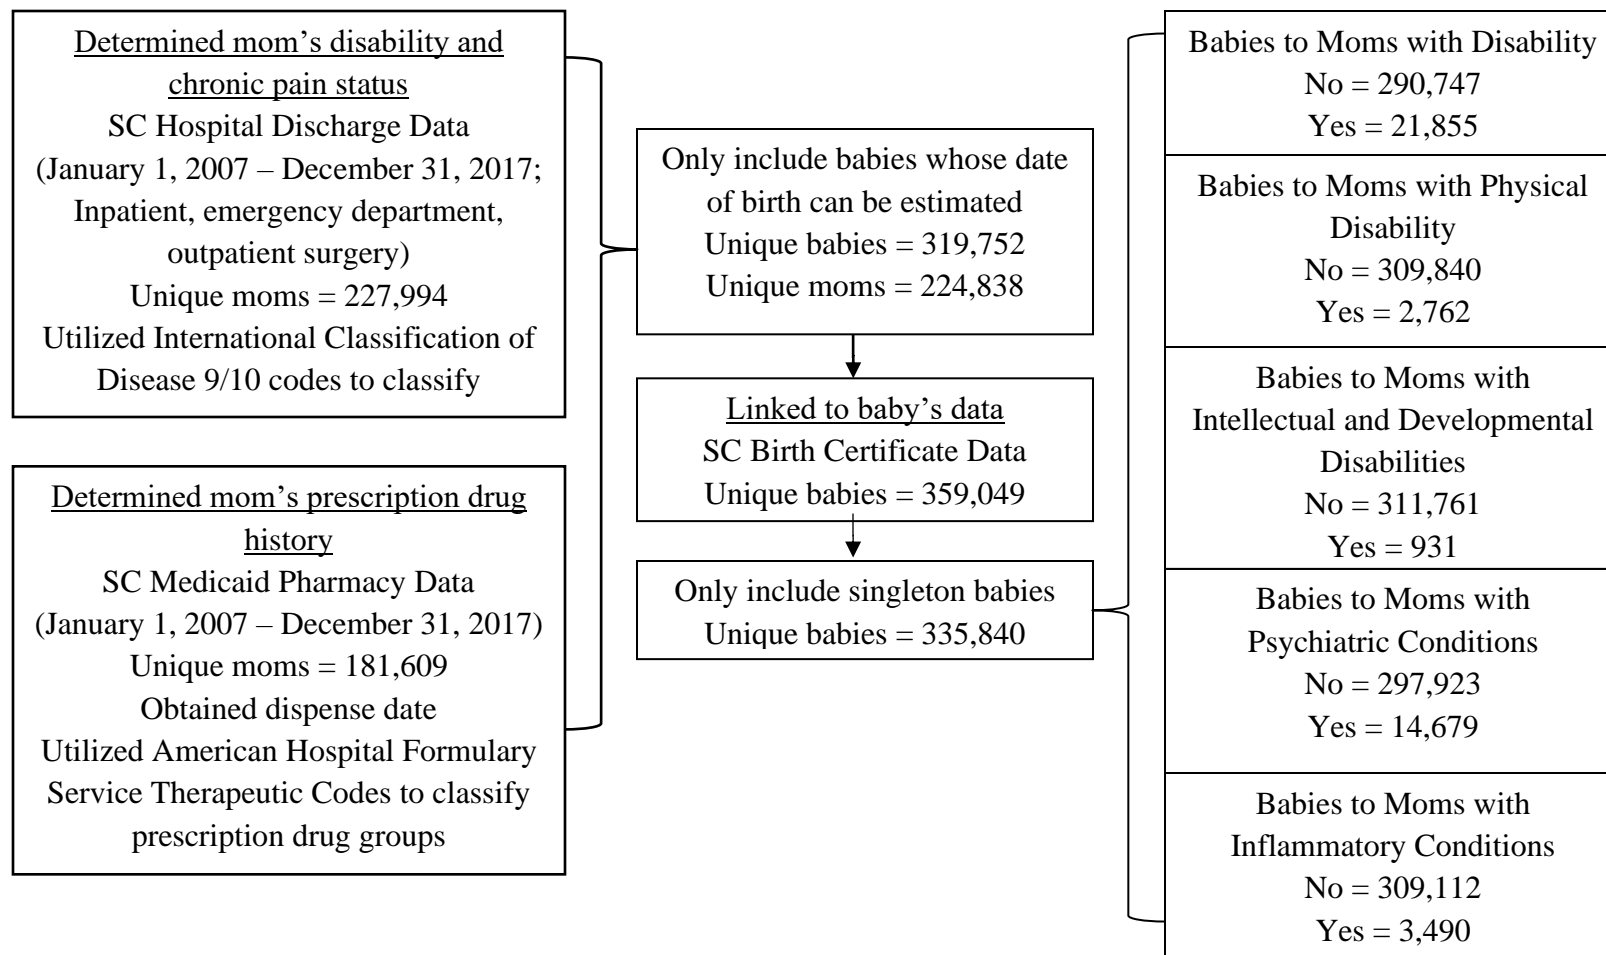 Determined mom’s disability and
chronic pain status
SC Hospital Discharge Data
(January 1, 2007 – December 31, 2017;
Inpatient, emergency department,
outpatient surgery)
Unique moms = 227,994
Utilized International Classification of
Disease 9/10 codes to classify
Determined mom’s prescription drug
history
SC Medicaid Pharmacy Data
(January 1, 2007 – December 31, 2017)
Unique moms = 181,609
Obtained dispense date
Utilized American Hospital Formulary
Service Therapeutic Codes to classify
prescription drug groups
Only include babies whose date
of birth can be estimated
Unique babies = 319,752
Unique moms = 224,838
Linked to baby’s data
SC Birth Certificate Data
Unique babies = 359,049
Only include singleton babies
Unique babies = 335,840
Babies to Moms with Disability
No = 290,747
Yes = 21,855
Babies to Moms with Physical
Disability
No = 309,840
Yes = 2,762
Babies to Moms with
Intellectual and Developmental
Disabilities
No = 311,761
Yes = 931
Babies to Moms with
Psychiatric Conditions
No = 297,923
Yes = 14,679
Babies to Moms with
Inflammatory Conditions
No = 309,112
Yes = 3,490